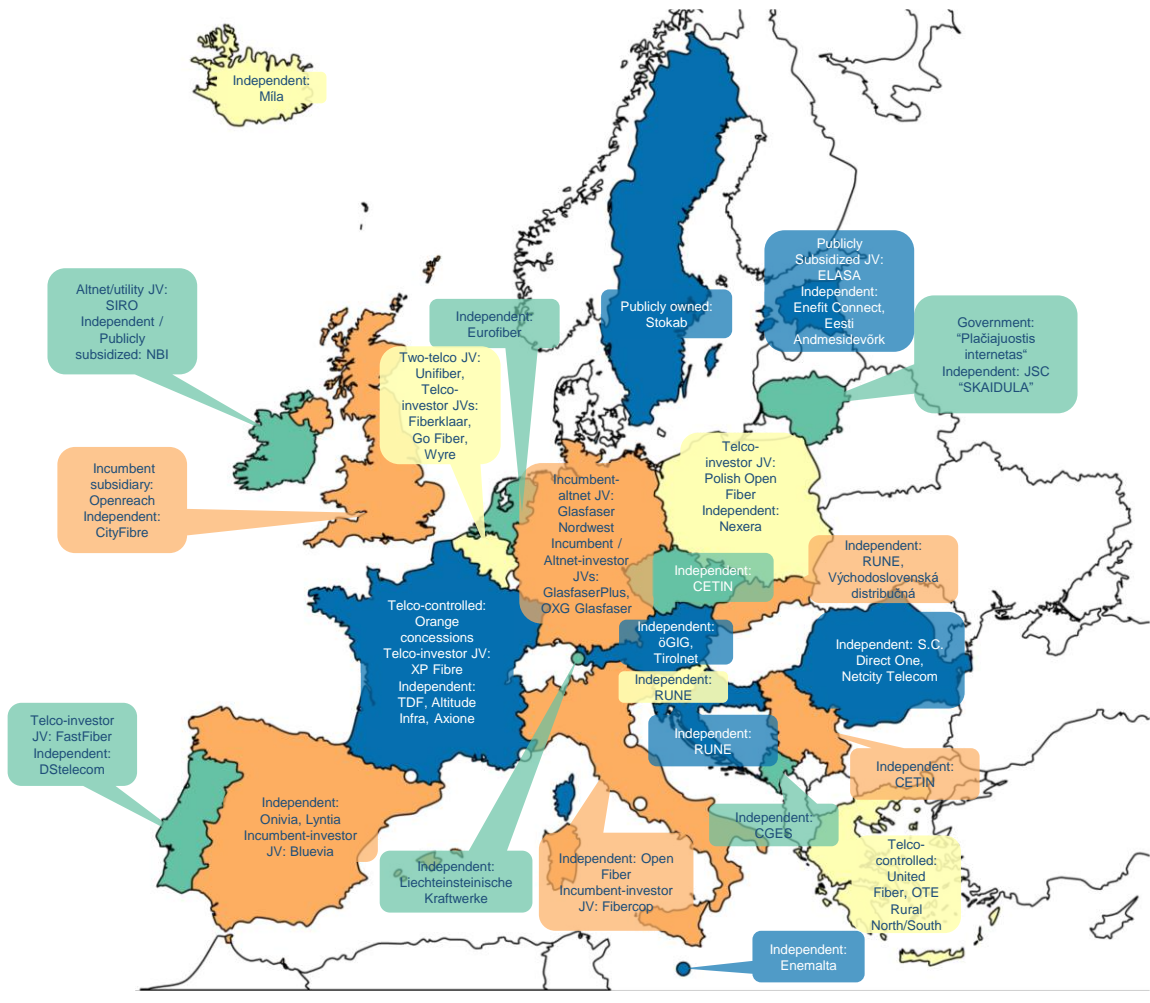 Independent:
Míla
Publicly
Subsidized JV:
ELASA
Independent:
Enefit Connect,
Eesti
Andmesidevõrk
Altnet/utility JV:
SIRO
Independent /
Publicly
subsidized: NBI
Independent:
Eurofiber
Publicly owned:
Stokab
Government:
“Plačiajuostis
internetas“
Independent: JSC
“SKAIDULA”
Two-telco JV:
Unifiber,
Telco-
investor JVs:
Fiberklaar,
Go Fiber,
Wyre
Incumbent
subsidiary:
Openreach
Independent:
CityFibre
Incumbent-
altnet JV:
Glasfaser
Nordwest
Incumbent /
Altnet-investor
JVs:
GlasfaserPlus,
OXG Glasfaser
Telco-
investor JV:
Polish Open
Fiber
Independent:
Nexera
Independent:
CETIN
Independent:
RUNE,
Východoslovenská
distribučná
Telco-controlled:
Orange
concessions
Telco-investor JV:
XP Fibre
Independent:
TDF, Altitude
Infra, Axione
Independent:
öGIG,
Tirolnet
Independent: S.C.
Direct One,
Netcity Telecom
Independent:
RUNE
Independent:
RUNE
Telco-investor
JV: FastFiber
Independent:
DStelecom
Independent:
CETIN
Independent:
Onivia, Lyntia
Incumbent-investor
JV: Bluevia
Independent:
CGES
Independent:
Liechteinsteinische
Kraftwerke
Independent: Open
Fiber
Incumbent-investor
JV: Fibercop
Telco-
controlled:
United
Fiber, OTE
Rural
North/South
Independent:
Enemalta